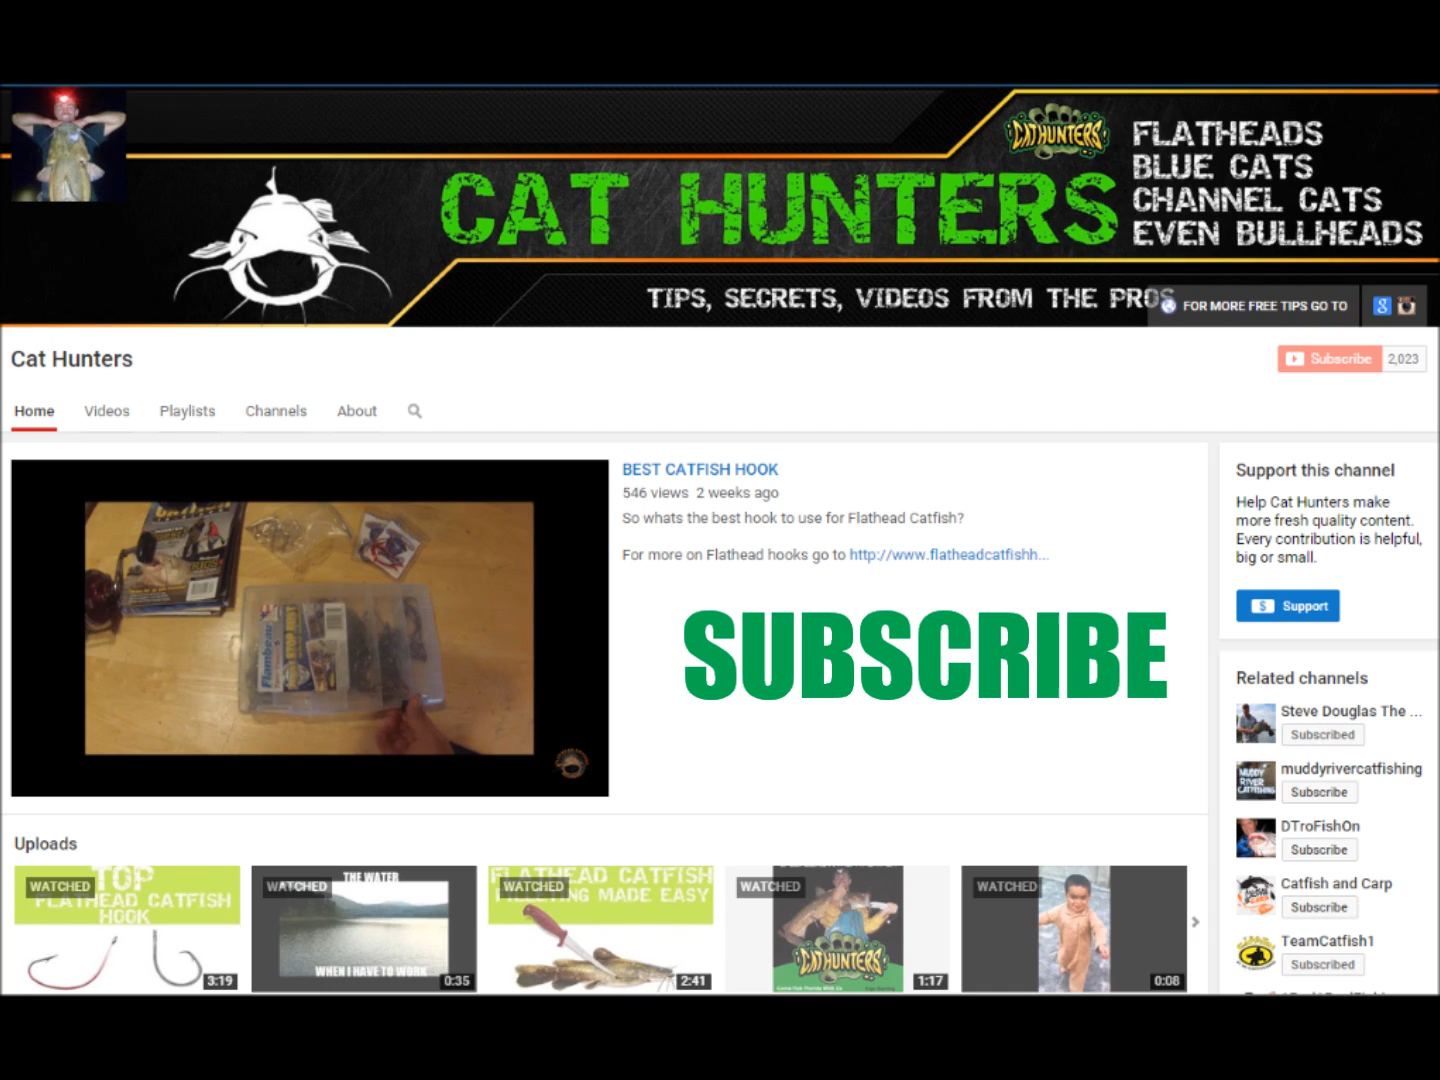 CATHUNTERS
FLATHEADS
BLUE CATS
CHANNEL CATS
EVEN BULLHEADS
CAT HUNTERS
TIPS, SECRETS, VIDEOS FROM THE PROS
FOR MORE FREE TIPS GO TO
Cat Hunters
Subscribe 2,023
Home Videos Playlists Channels About
BEST CATFISH HOOK
546 views 2 weeks ago
So whats the best hook to use for Flathead Catfish?
For more on Flathead hooks go to http://www.flatheadcatfishh...
Flambeau
SUBSCRIBE
Support this channel
Help Cat Hunters make
more fresh quality content.
Every contribution is helpful,
big or small.
$ Support
Related channels
Steve Douglas The ...
Subscribed
MUDDY
RIVER
CATFISHING
muddyrivercatfishing
Subscribe
DTroFishOn
Subscribe
Catfish and Carp
Subscribe
TeamCatfish1
Subscribed
Uploads
WATCHED
TOP
FLATHEAD CATFISH
HOOK
3:19
WATCHED
THE WATER
WHEN I HAVE TO WORK
0:35
WATCHED
FLATHEAD CATFISH
FILLETING MADE EASY
2:41
WATCHED
CATHUNTERS
1:17
WATCHED
0:08